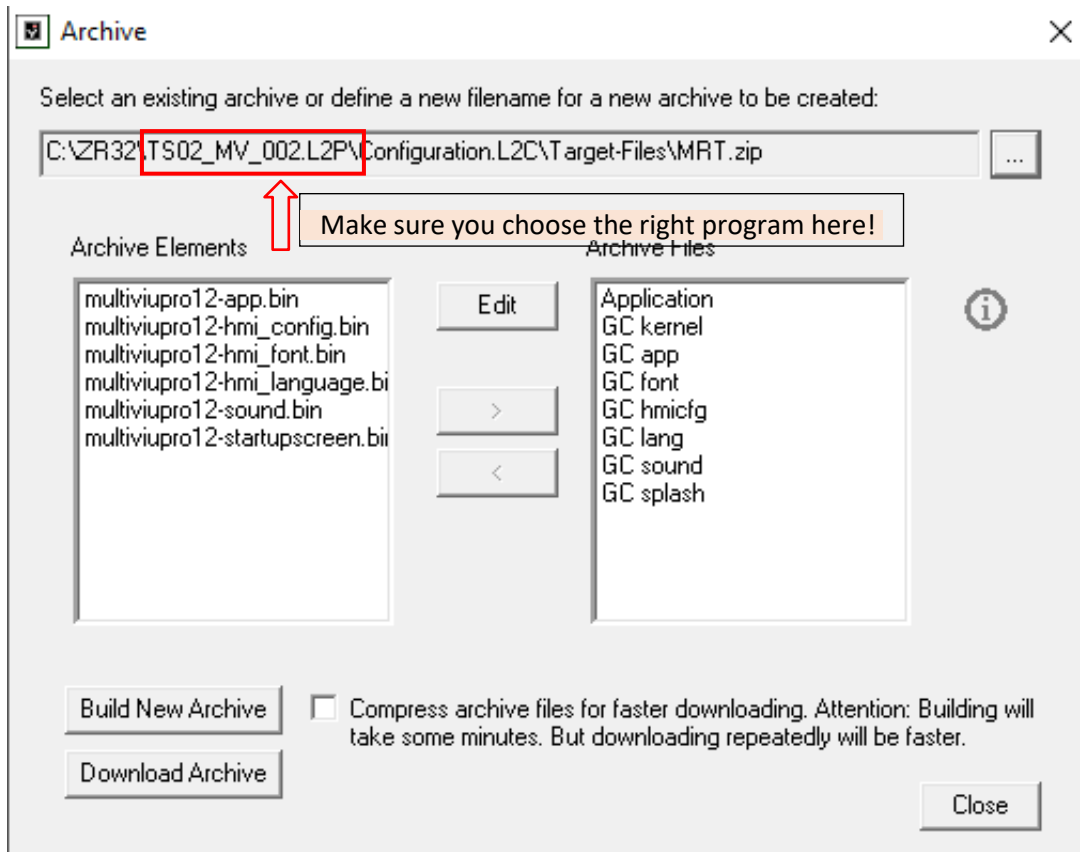 Archive
Select an existing archive or define a new filename for a new archive to be created:
C:\ZR32\TS02_MV_002.L2P\Configuration.L2C\Target-Files\MRT.zip
...
Make sure you choose the right program here!
Archive Elements
Archive Files
multiviupro12-app.bin
multiviupro12-hmi_config.bin
multiviupro12-hmi_font.bin
multiviupro12-hmi_language.bi
multiviupro12-sound.bin
multiviupro12-startupscreen.bin
Edit
>
<
Application
GC kernel
GC app
GC font
GC hmicfg
GC lang
GC sound
GC splash
Build New Archive
Compress archive files for faster downloading. Attention: Building will
take some minutes. But downloading repeatedly will be faster.
Download Archive
Close